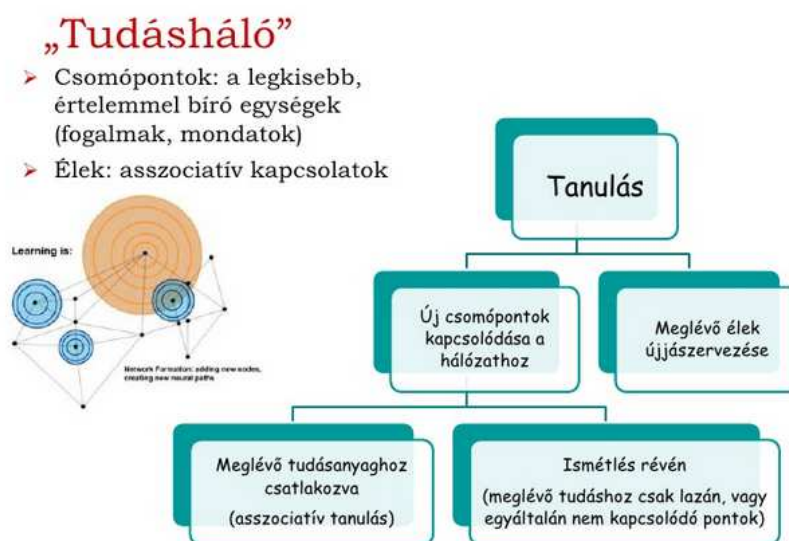 „Tudásháló”
➤ Csomópontok: a legkisebb,
értelemmel bíró egységek
(fogalmak, mondatok)
➤ Élek: asszociatív kapcsolatok
Learning is:
Network Formation: adding new nodes,
creating new neural paths
Tanulás
Új csomópontok
kapcsolódása a
hálózathoz
Meglévő élek
újjászervezése
Meglévő tudásanyaghoz
csatlakozva
(asszociatív tanulás)
Ismétlés révén
(meglévő tudáshoz csak lazán, vagy
egyáltalán nem kapcsolódó pontok)